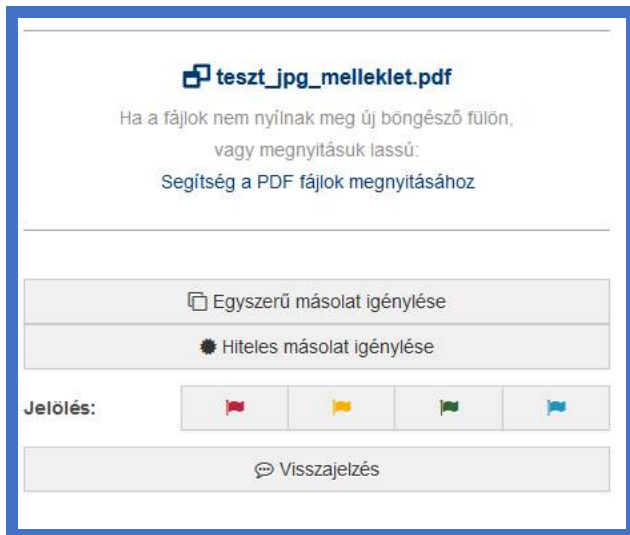 teszt_jpg_melleklet.pdf
Ha a fájlok nem nyílnak meg új böngésző fülön,
vagy megnyitásuk lassú:
Segítség a PDF fájlok megnyitásához
Egyszerű másolat igénylése
Hiteles másolat igénylése
Jelölés:
Visszajelzés